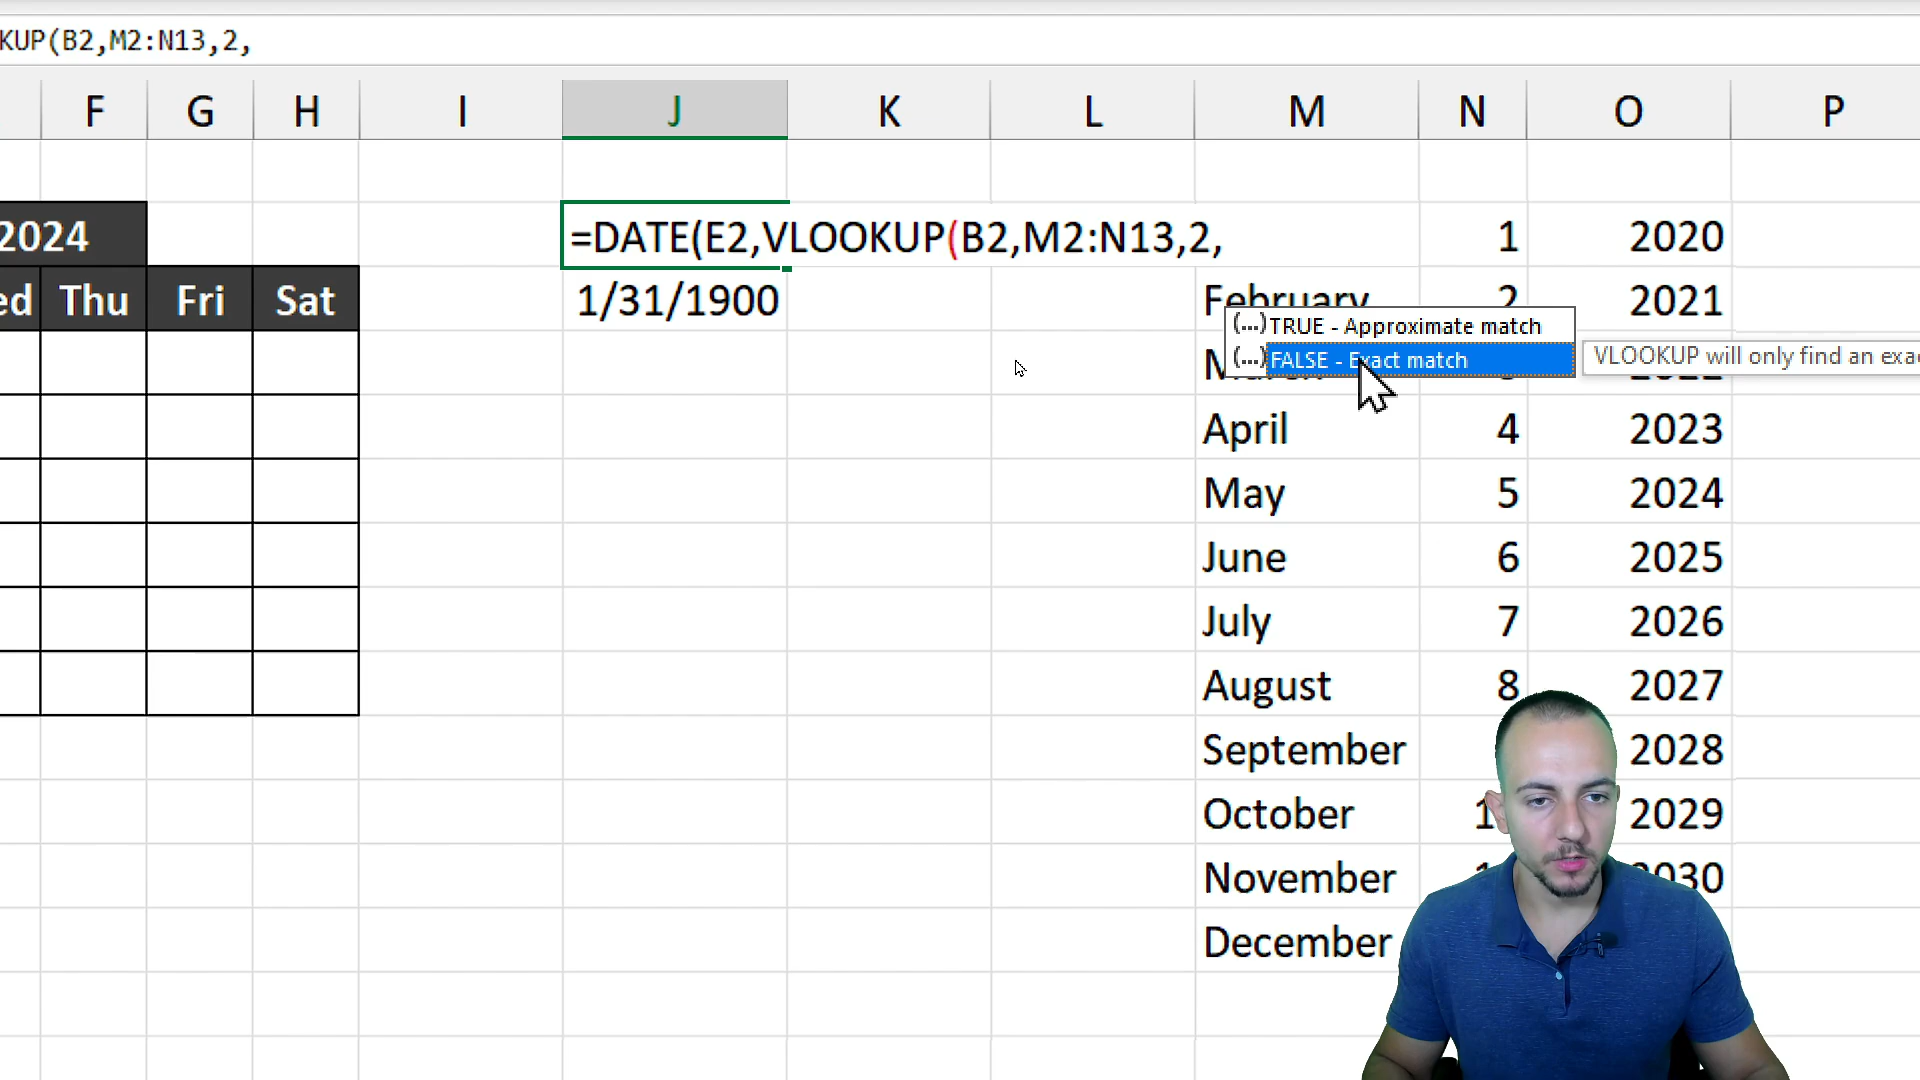 KUP(B2,M2:N13,2,
F G H I J K L M N O P
2024 =DATE(E2,VLOOKUP(B2,M2:N13,2, 1 2020
ed Thu Fri Sat 1/31/1900 February 2 2021
(...) TRUE - Approximate match
(...) FALSE - Exact match VLOOKUP will only find an exa
April 4 2023
May 5 2024
June 6 2025
July 7 2026
August 8 2027
September 2028
October 2029
November
December